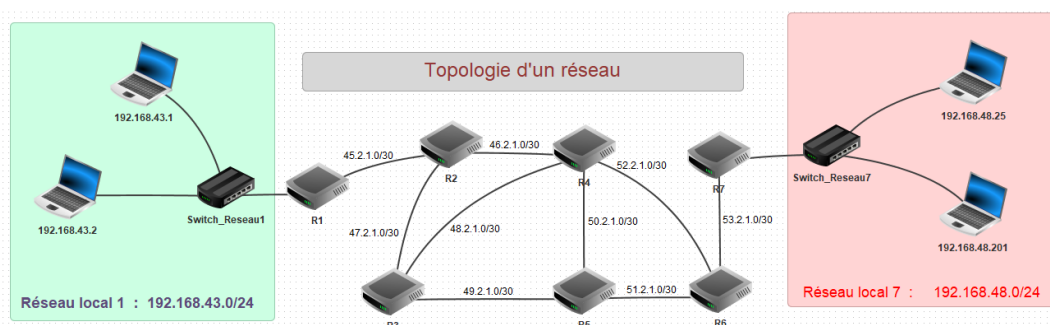 Topologie d'un réseau
192.168.43.1
192.168.43.2
Switch_Reseau1
R1
Réseau local 1 : 192.168.43.0/24
45.2.1.0/30
R2
46.2.1.0/30
R4
52.2.1.0/30
R7
47.2.1.0/30
48.2.1.0/30
50.2.1.0/30
53.2.1.0/30
R3
49.2.1.0/30
R5
51.2.1.0/30
R6
192.168.48.25
Switch_Reseau7
192.168.48.201
Réseau local 7 : 192.168.48.0/24